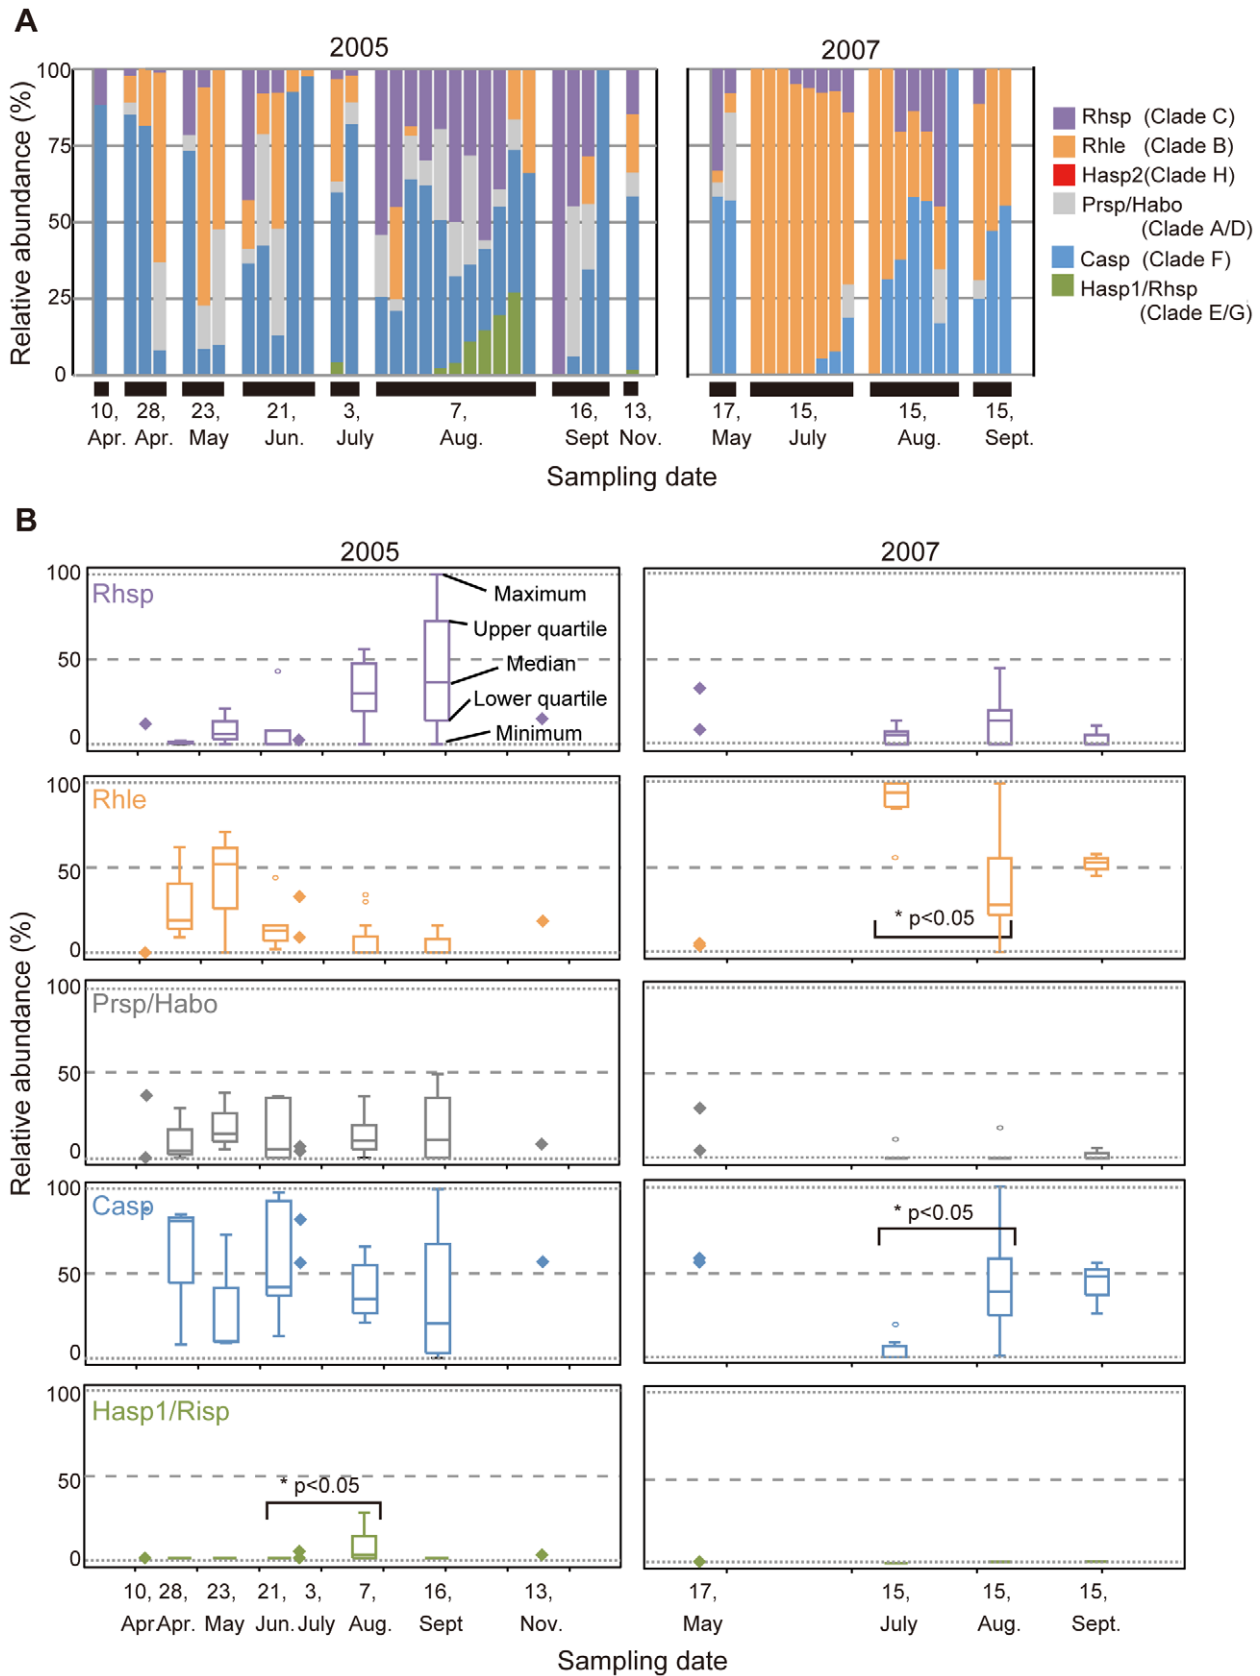 A
2005
2007
Relative abundance (%)
100
75
50
25
0
10, 28, 23, 21, 3, 7, 16, 13, 17, 15, 15, 15,
Apr. Apr. May Jun. July Aug. Sept Nov. May July Aug. Sept.
Sampling date
Rhsp (Clade C)
Rhle (Clade B)
Hasp2(Clade H)
Prsp/Habo
(Clade A/D)
Casp (Clade F)
Hasp1/Rhsp
(Clade E/G)
B
2005
2007
Relative abundance (%)
100
50
0
Rhsp
Maximum
Upper quartile
Median
Lower quartile
Minimum
100
50
0
Rhle
* p<0.05
100
50
0
Prsp/Habo
100
50
0
Casp
* p<0.05
100
50
0
Hasp1/Risp
* p<0.05
10, 28, 23, 21, 3, 7, 16, 13, 17, 15, 15, 15,
Apr. Apr. May Jun. July Aug. Sept Nov. May July Aug. Sept.
Sampling date